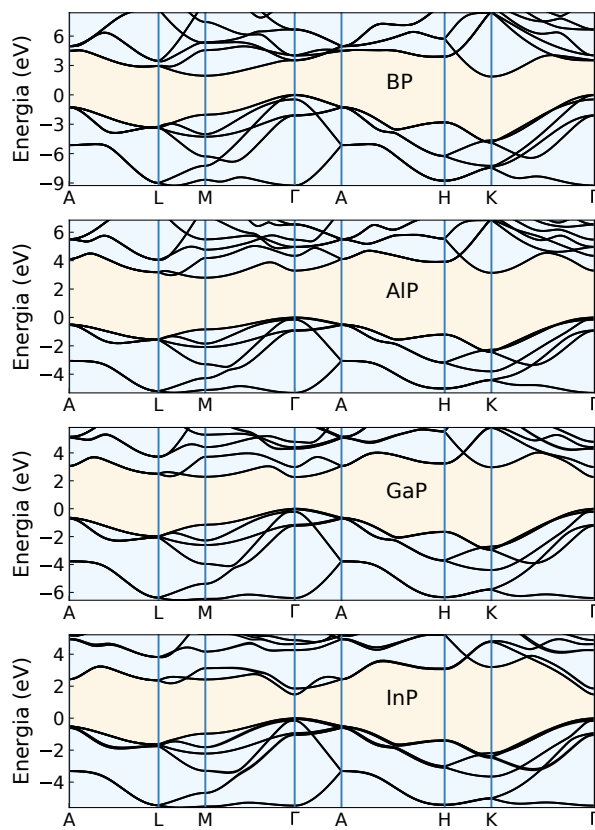 Energia (eV)
6
3
0
−3
−6
−9
BP
A L M Γ A H K Γ
Energia (eV)
6
4
2
0
−2
−4
AlP
A L M Γ A H K Γ
Energia (eV)
4
2
0
−2
−4
−6
GaP
A L M Γ A H K Γ
Energia (eV)
4
2
0
−2
−4
InP
A L M Γ A H K Γ